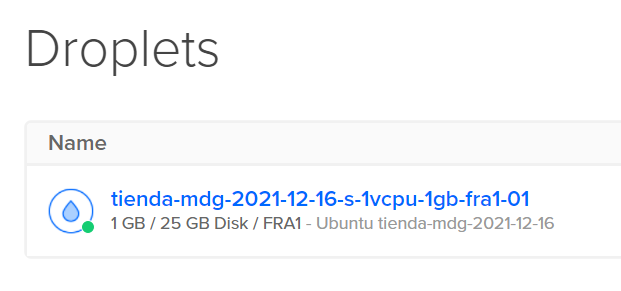 Droplets
Name
tienda-mdg-2021-12-16-s-1vcpu-1gb-fra1-01
1 GB / 25 GB Disk / FRA1 - Ubuntu tienda-mdg-2021-12-16